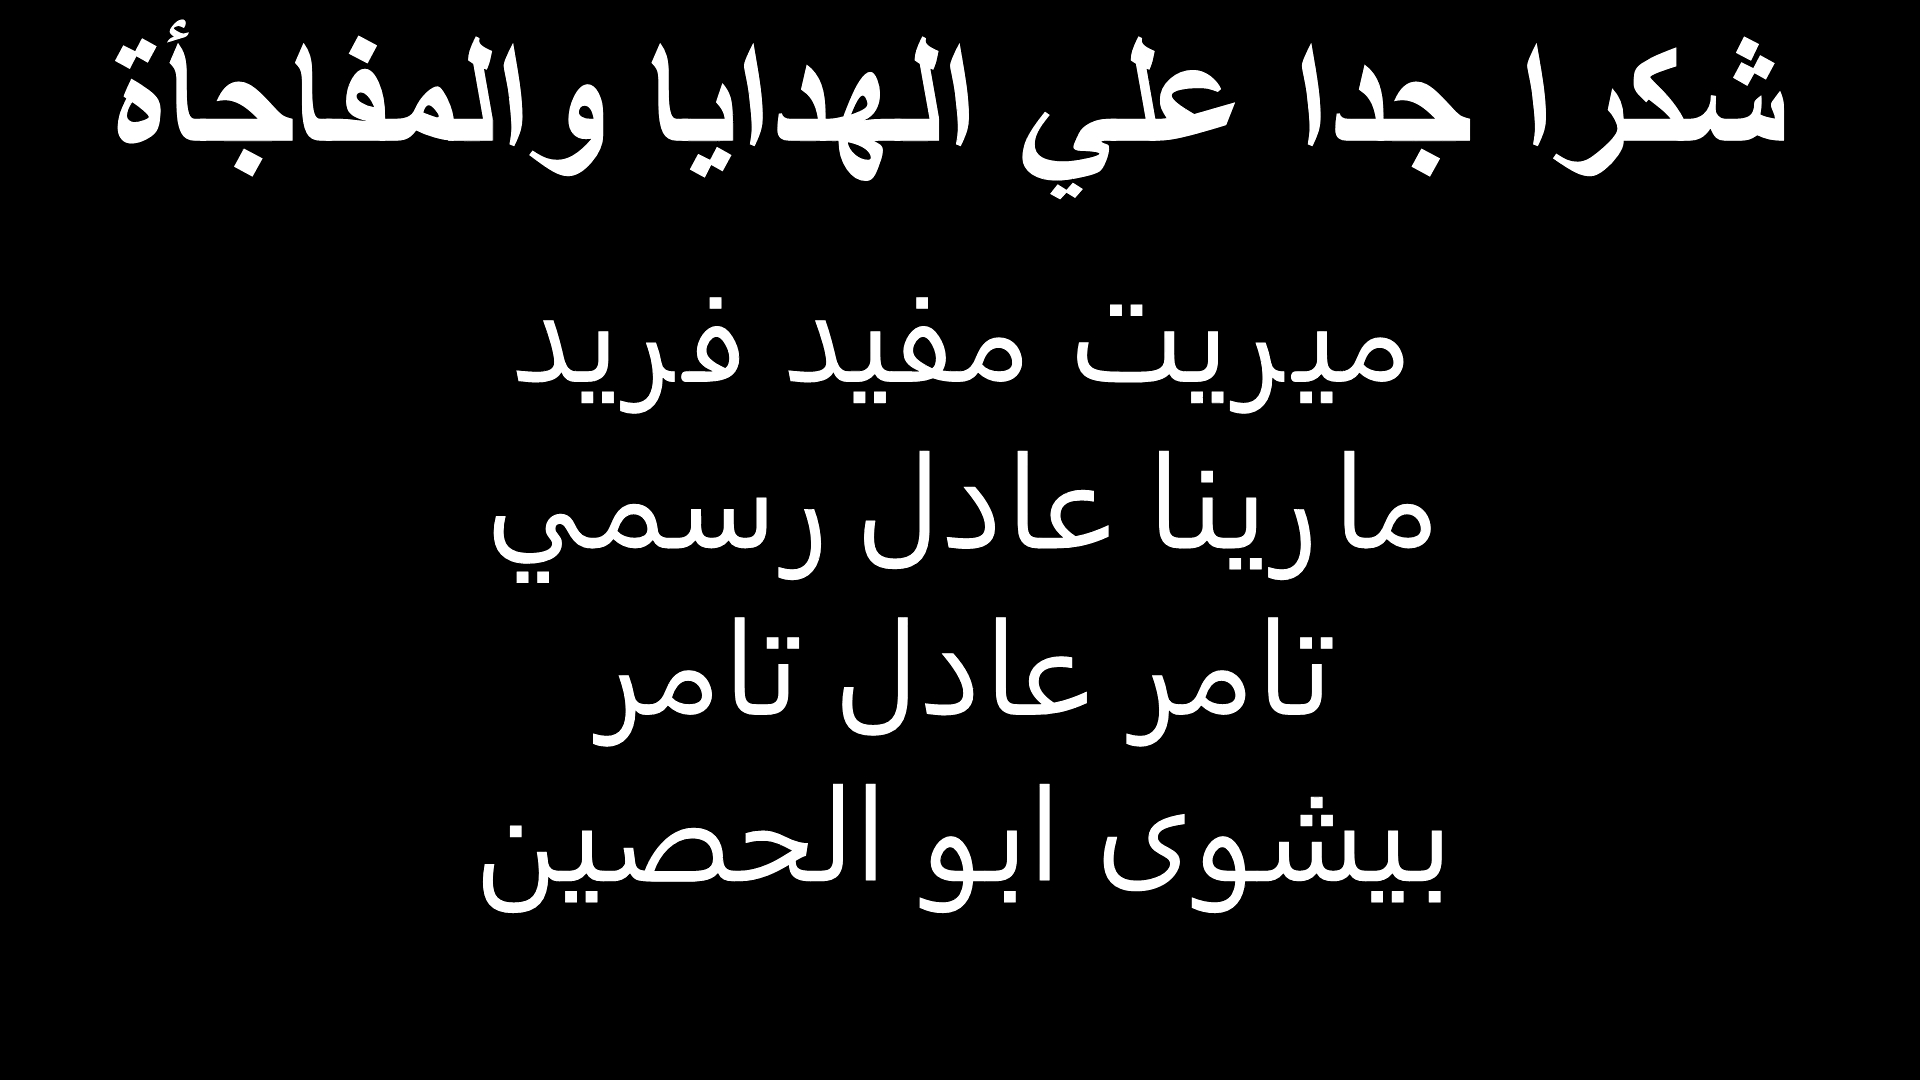 شكرا جدا علي الهدايا والمفاجأة
ميريت مفيد فريد
مارينا عادل رسمي
تامر عادل تامر
بيشوى ابو الحصين